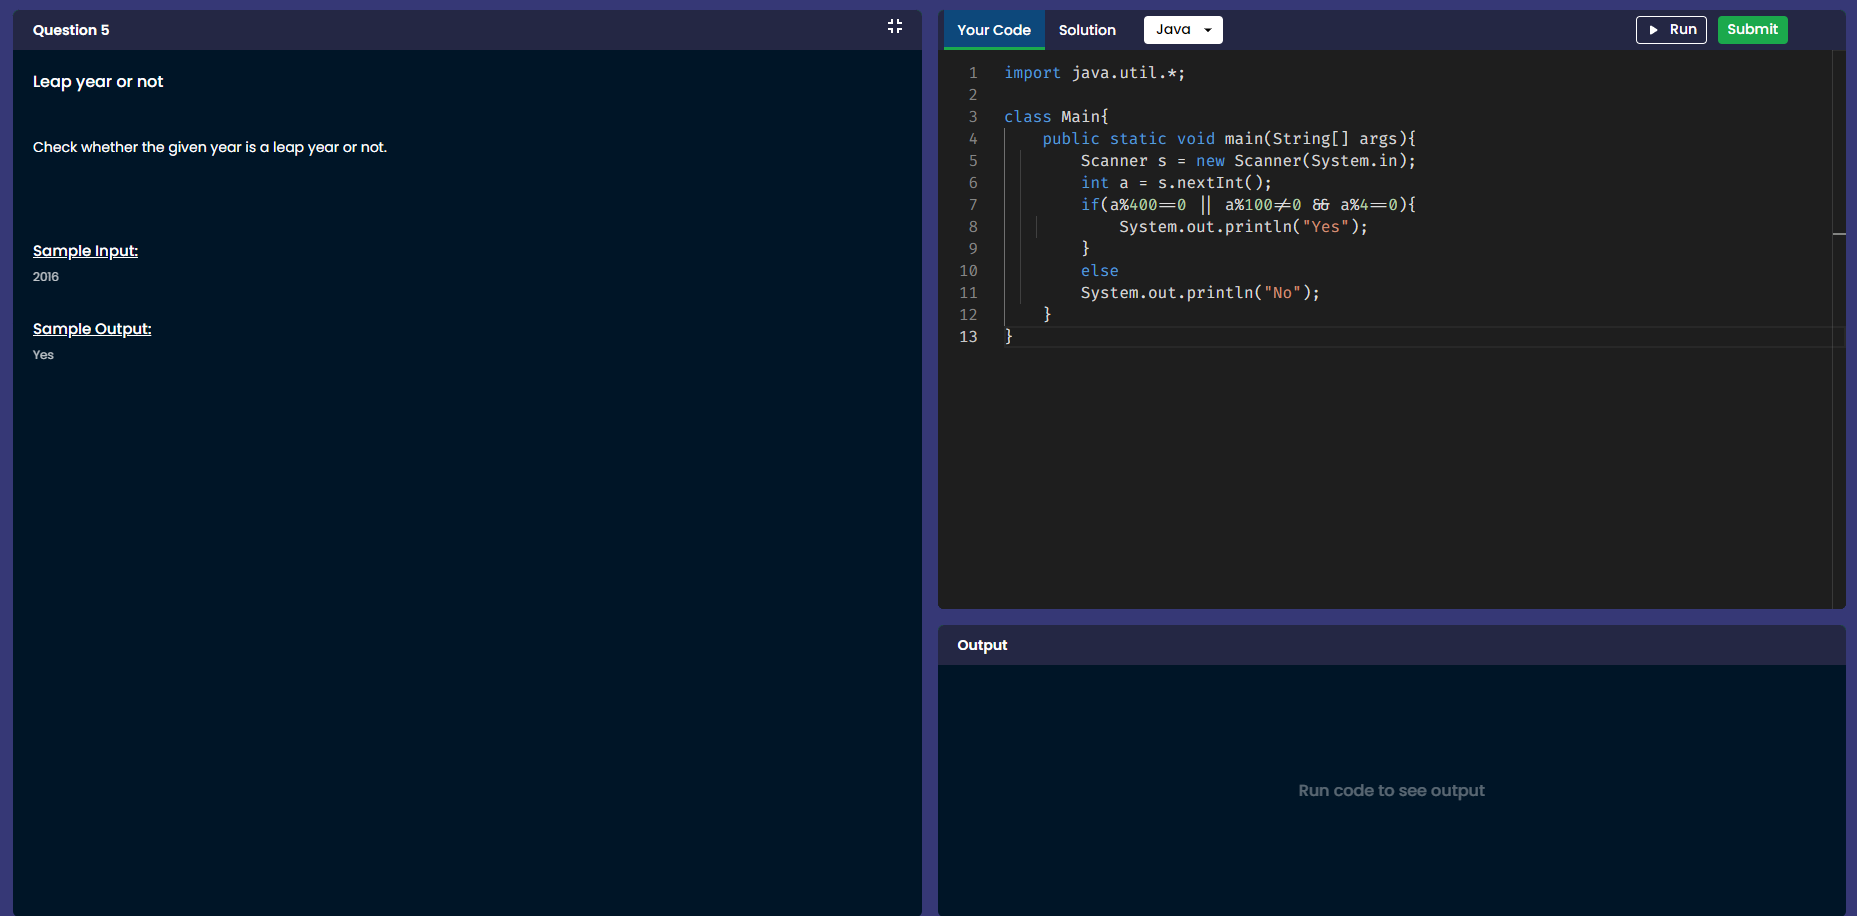 Question 5
Leap year or not
Check whether the given year is a leap year or not.
Sample Input:
2016
Sample Output:
Yes
Your Code
Solution
Java
Run
Submit
1 import java.util.*;
2
3 class Main{
4     public static void main(String[] args){
5         Scanner s = new Scanner(System.in);
6         int a = s.nextInt();
7         if(a%400==0 || a%100!=0 && a%4==0){
8             System.out.println("Yes");
9         }
10         else
11         System.out.println("No");
12     }
13 }
Output
Run code to see output